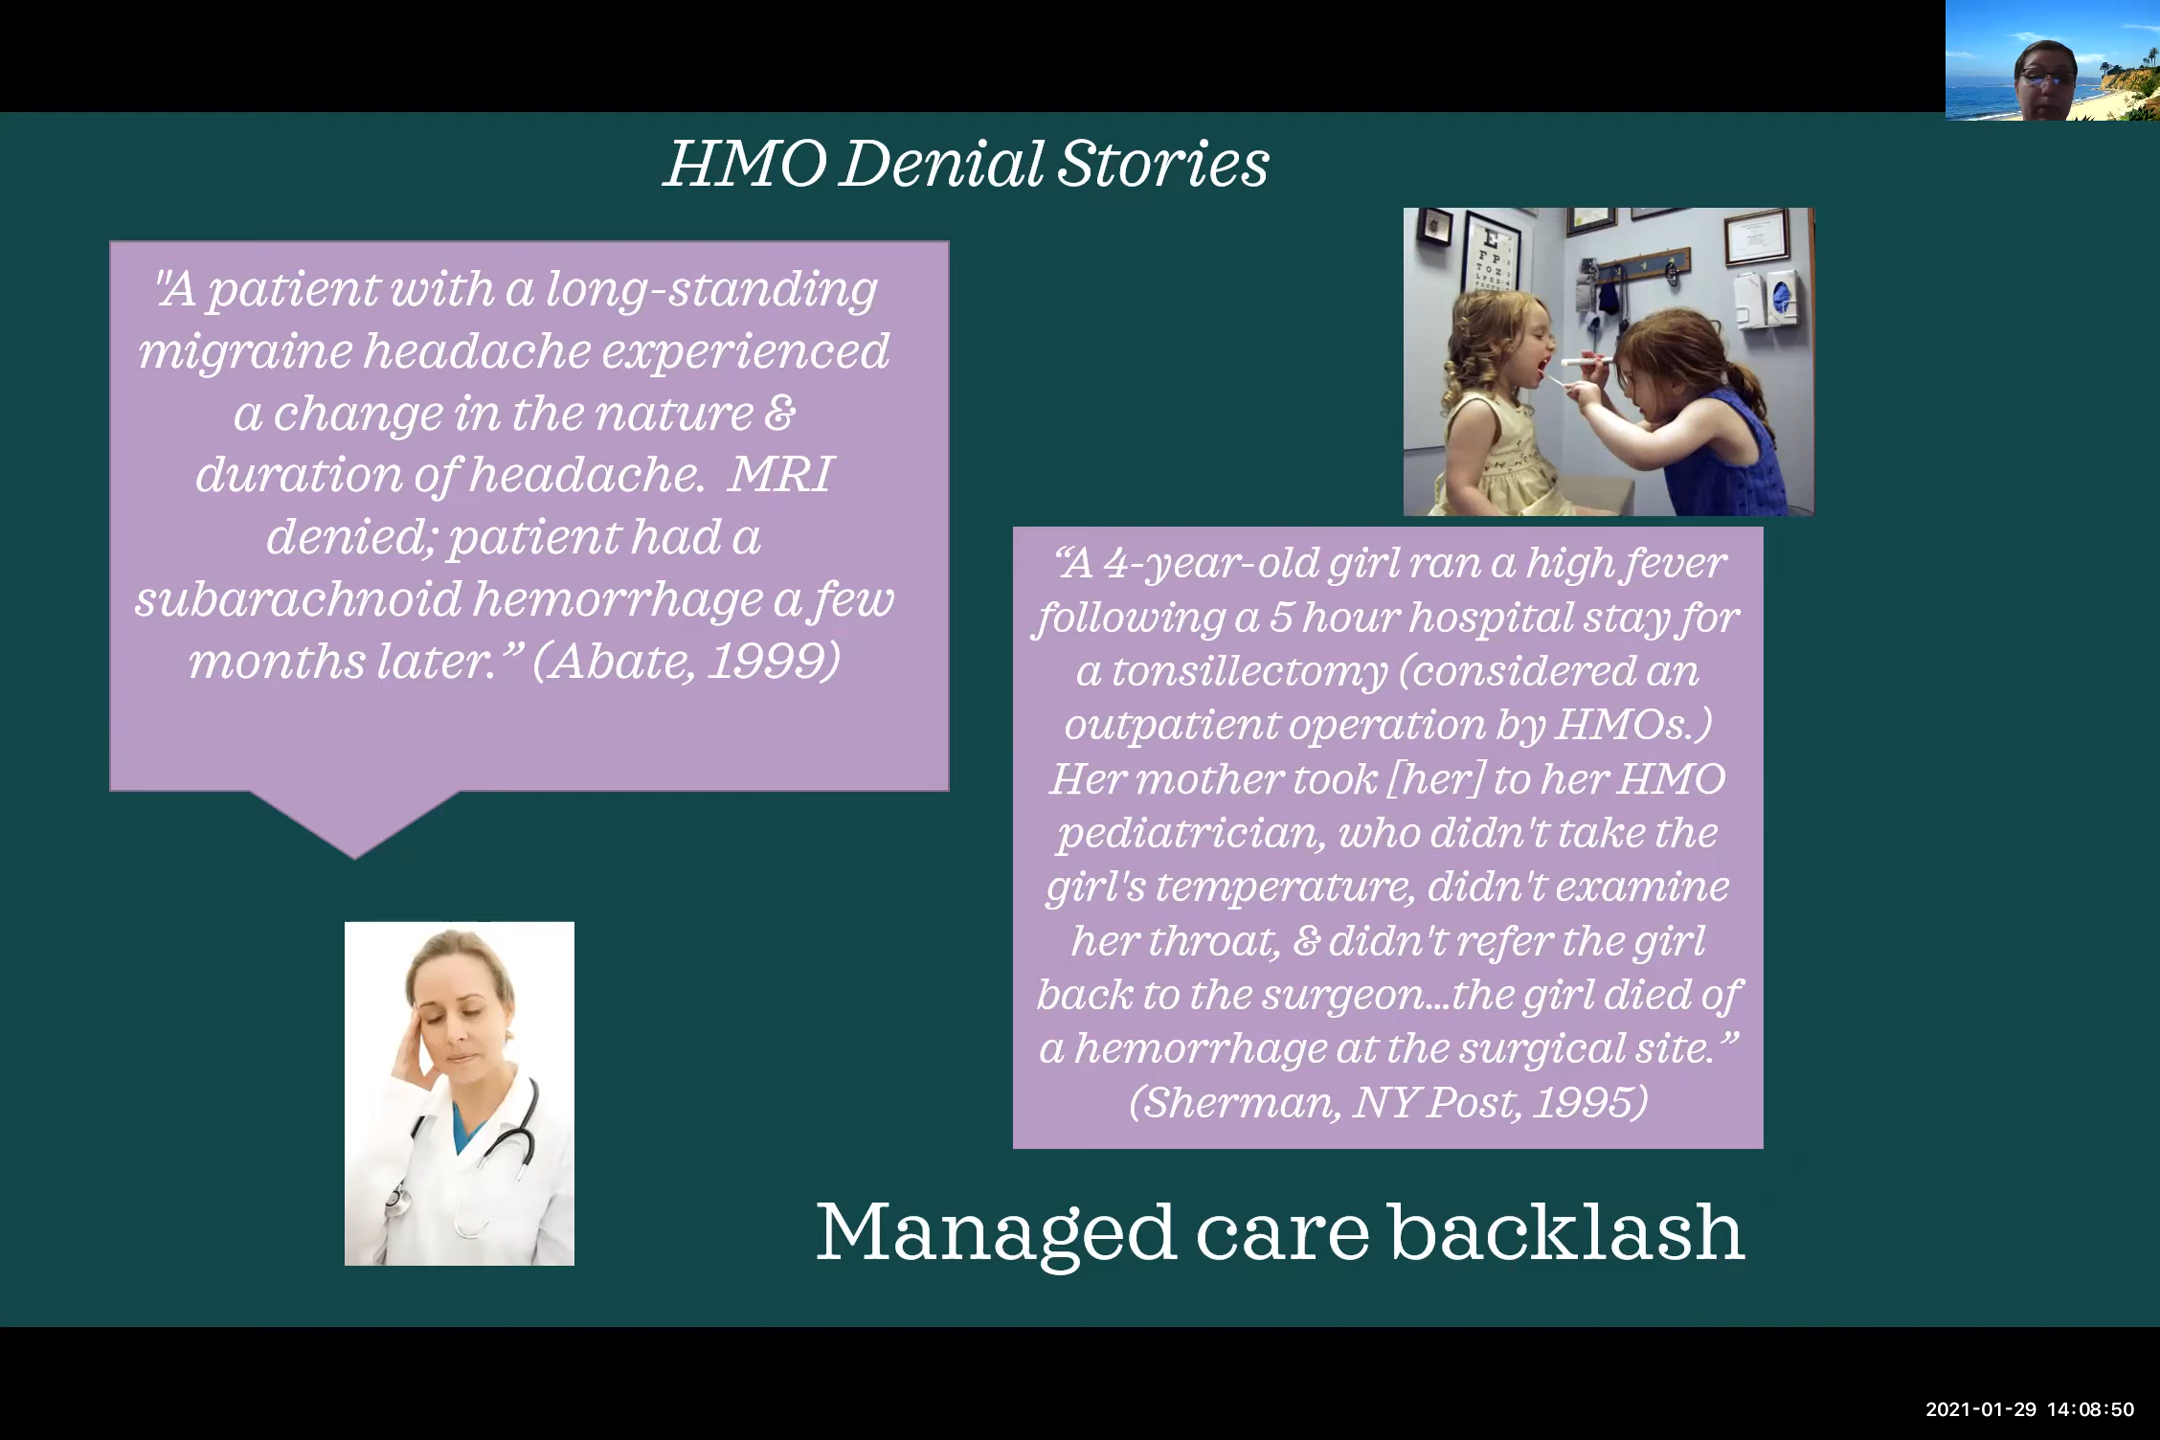 HMO Denial Stories
"A patient with a long-standing
migraine headache experienced
a change in the nature &
duration of headache.  MRI
denied; patient had a
subarachnoid hemorrhage a few
months later.” (Abate, 1999)
“A 4-year-old girl ran a high fever
following a 5 hour hospital stay for
a tonsillectomy (considered an
outpatient operation by HMOs.)
Her mother took [her] to her HMO
pediatrician, who didn't take the
girl's temperature, didn't examine
her throat, & didn't refer the girl
back to the surgeon...the girl died of
a hemorrhage at the surgical site.”
(Sherman, NY Post, 1995)
Managed care backlash
2021-01-29 14:08:50